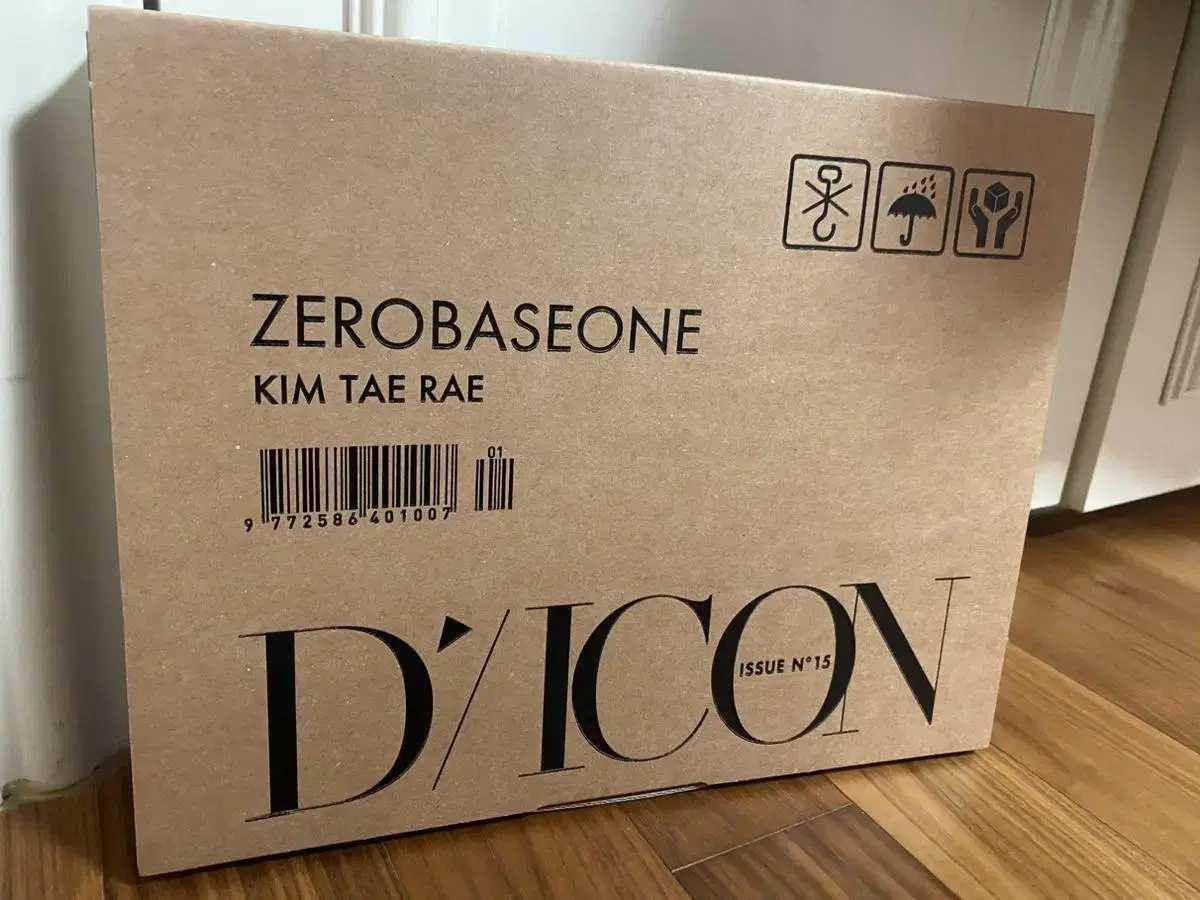 ZEROBASEONE
KIM TAE RAE
01
9 772586 401007
D'/ICON
ISSUE N°15